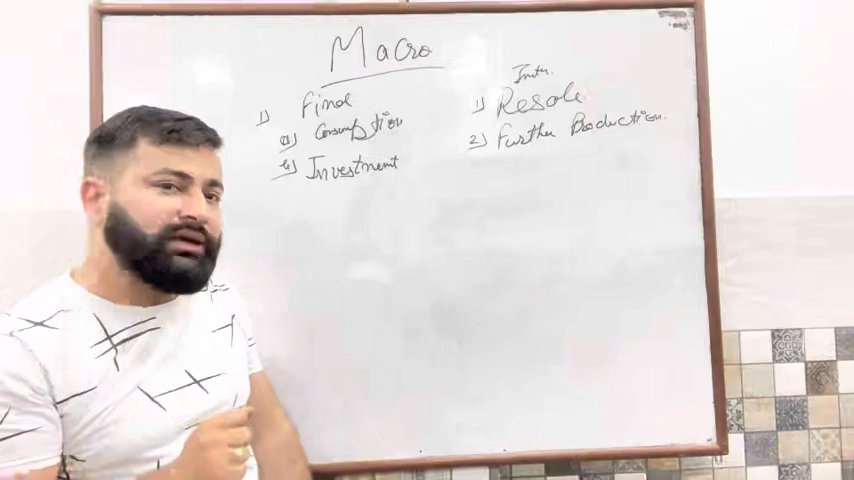 Macro
1) Final
a) Consumption
b) Investment
Inter.
1) Resale
2) Further Production.